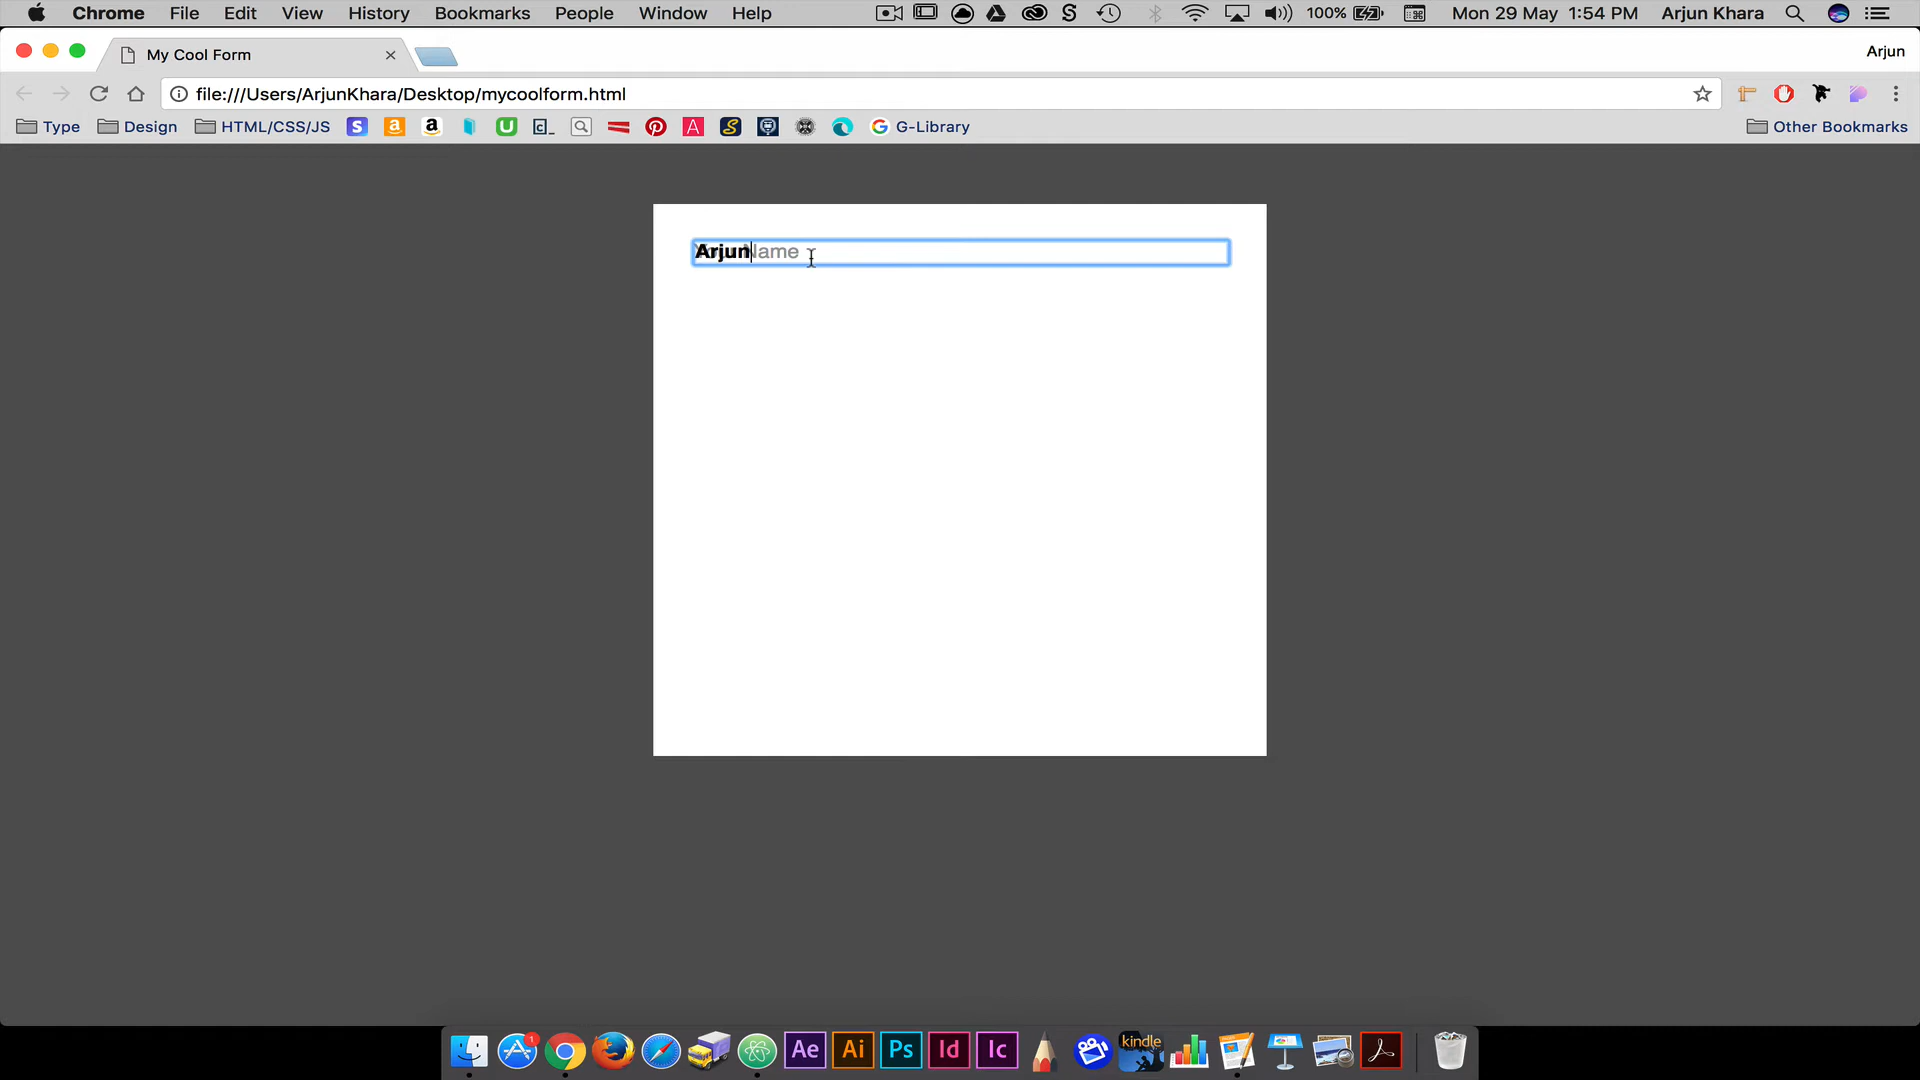 Chrome File Edit View History Bookmarks People Window Help 100% Mon 29 May 1:54 PM Arjun Khara
My Cool Form Arjun
file:///Users/ArjunKhara/Desktop/mycoolform.html
Type Design HTML/CSS/JS G-Library Other Bookmarks
Arjun Name
Ae Ai Ps Id Ic kindle